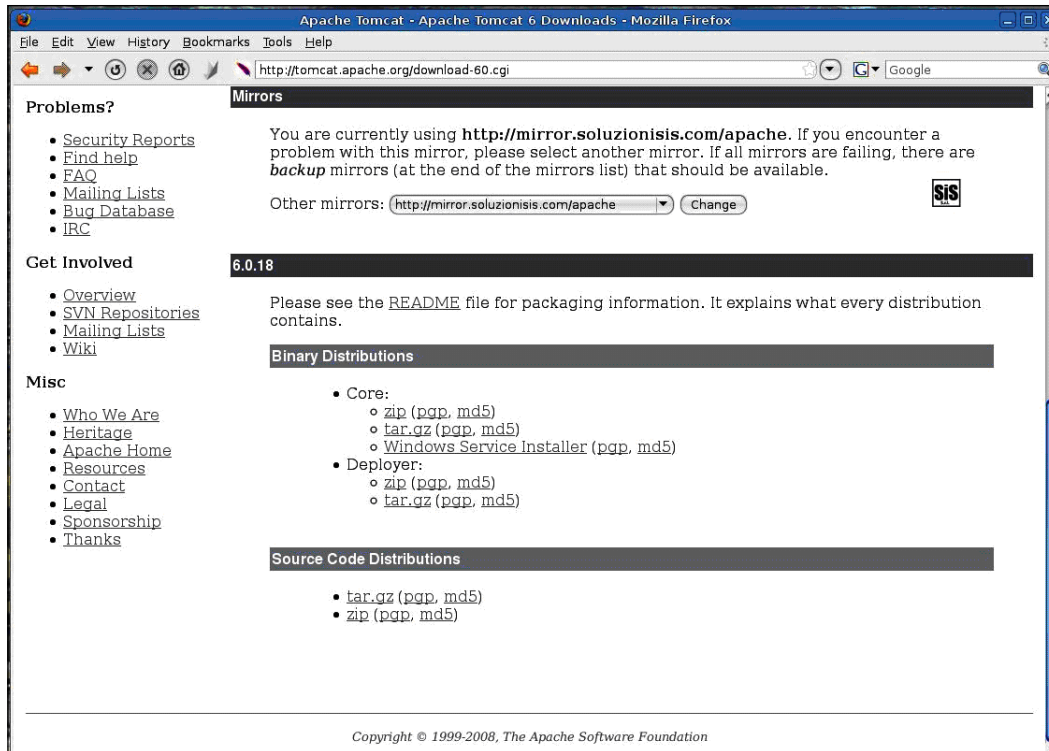 Apache Tomcat - Apache Tomcat 6 Downloads - Mozilla Firefox
File Edit View History Bookmarks Tools Help
http://tomcat.apache.org/download-60.cgi
G
Google
Problems?
Security Reports
Find help
FAQ
Mailing Lists
Bug Database
IRC
Get Involved
Overview
SVN Repositories
Mailing Lists
Wiki
Misc
Who We Are
Heritage
Apache Home
Resources
Contact
Legal
Sponsorship
Thanks
Mirrors
You are currently using http://mirror.soluzionisis.com/apache. If you encounter a
problem with this mirror, please select another mirror. If all mirrors are failing, there are
backup mirrors (at the end of the mirrors list) that should be available.
SiS
Other mirrors: http://mirror.soluzionisis.com/apache Change
6.0.18
Please see the README file for packaging information. It explains what every distribution
contains.
Binary Distributions
Core:
zip (pgp, md5)
tar.gz (pgp, md5)
Windows Service Installer (pgp, md5)
Deployer:
zip (pgp, md5)
tar.gz (pgp, md5)
Source Code Distributions
tar.gz (pgp, md5)
zip (pgp, md5)
Copyright © 1999-2008, The Apache Software Foundation